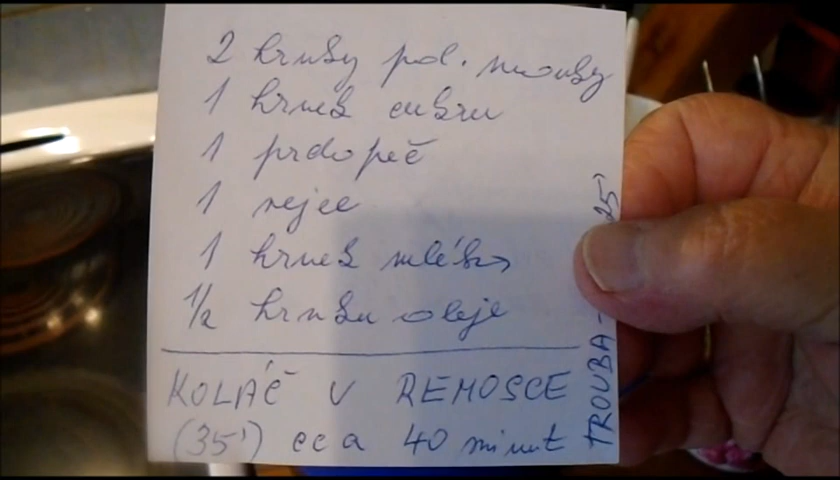 2 hrnky pol. mouky
1 hrnek cukru
1 prdopeč
1 vejce
1 hrnek mléka
1/2 hrnku oleje
KOLÁČ V REMOSCE
(35') cca 40 minut
TROUBA - 25'